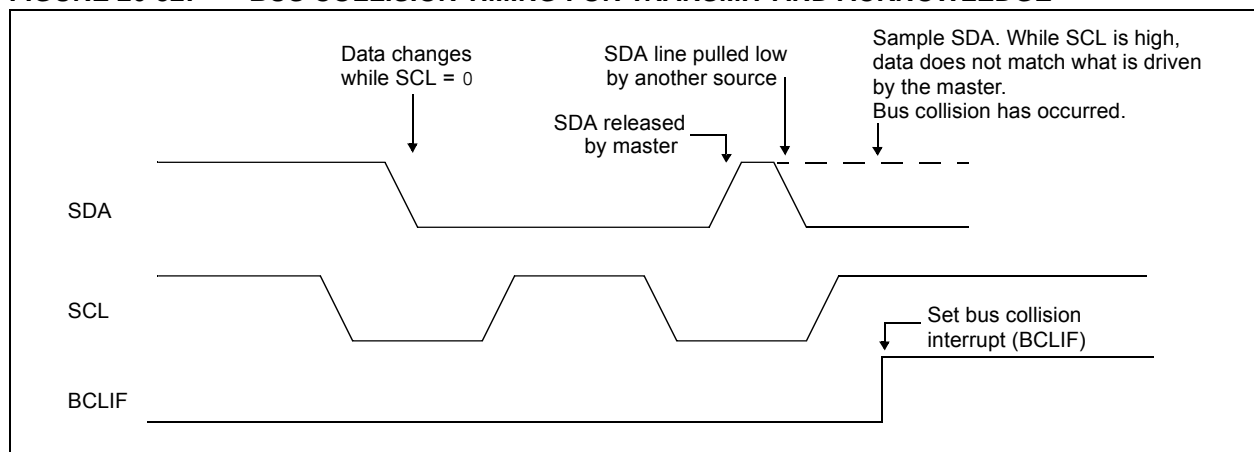 FIGURE 20-32: BUS COLLISION TIMING FOR TRANSMIT AND ACKNOWLEDGE
Data changes
while SCL = 0
SDA line pulled low
by another source
SDA released
by master
Sample SDA. While SCL is high,
data does not match what is driven
by the master.
Bus collision has occurred.
SDA
SCL
Set bus collision
interrupt (BCLIF)
BCLIF